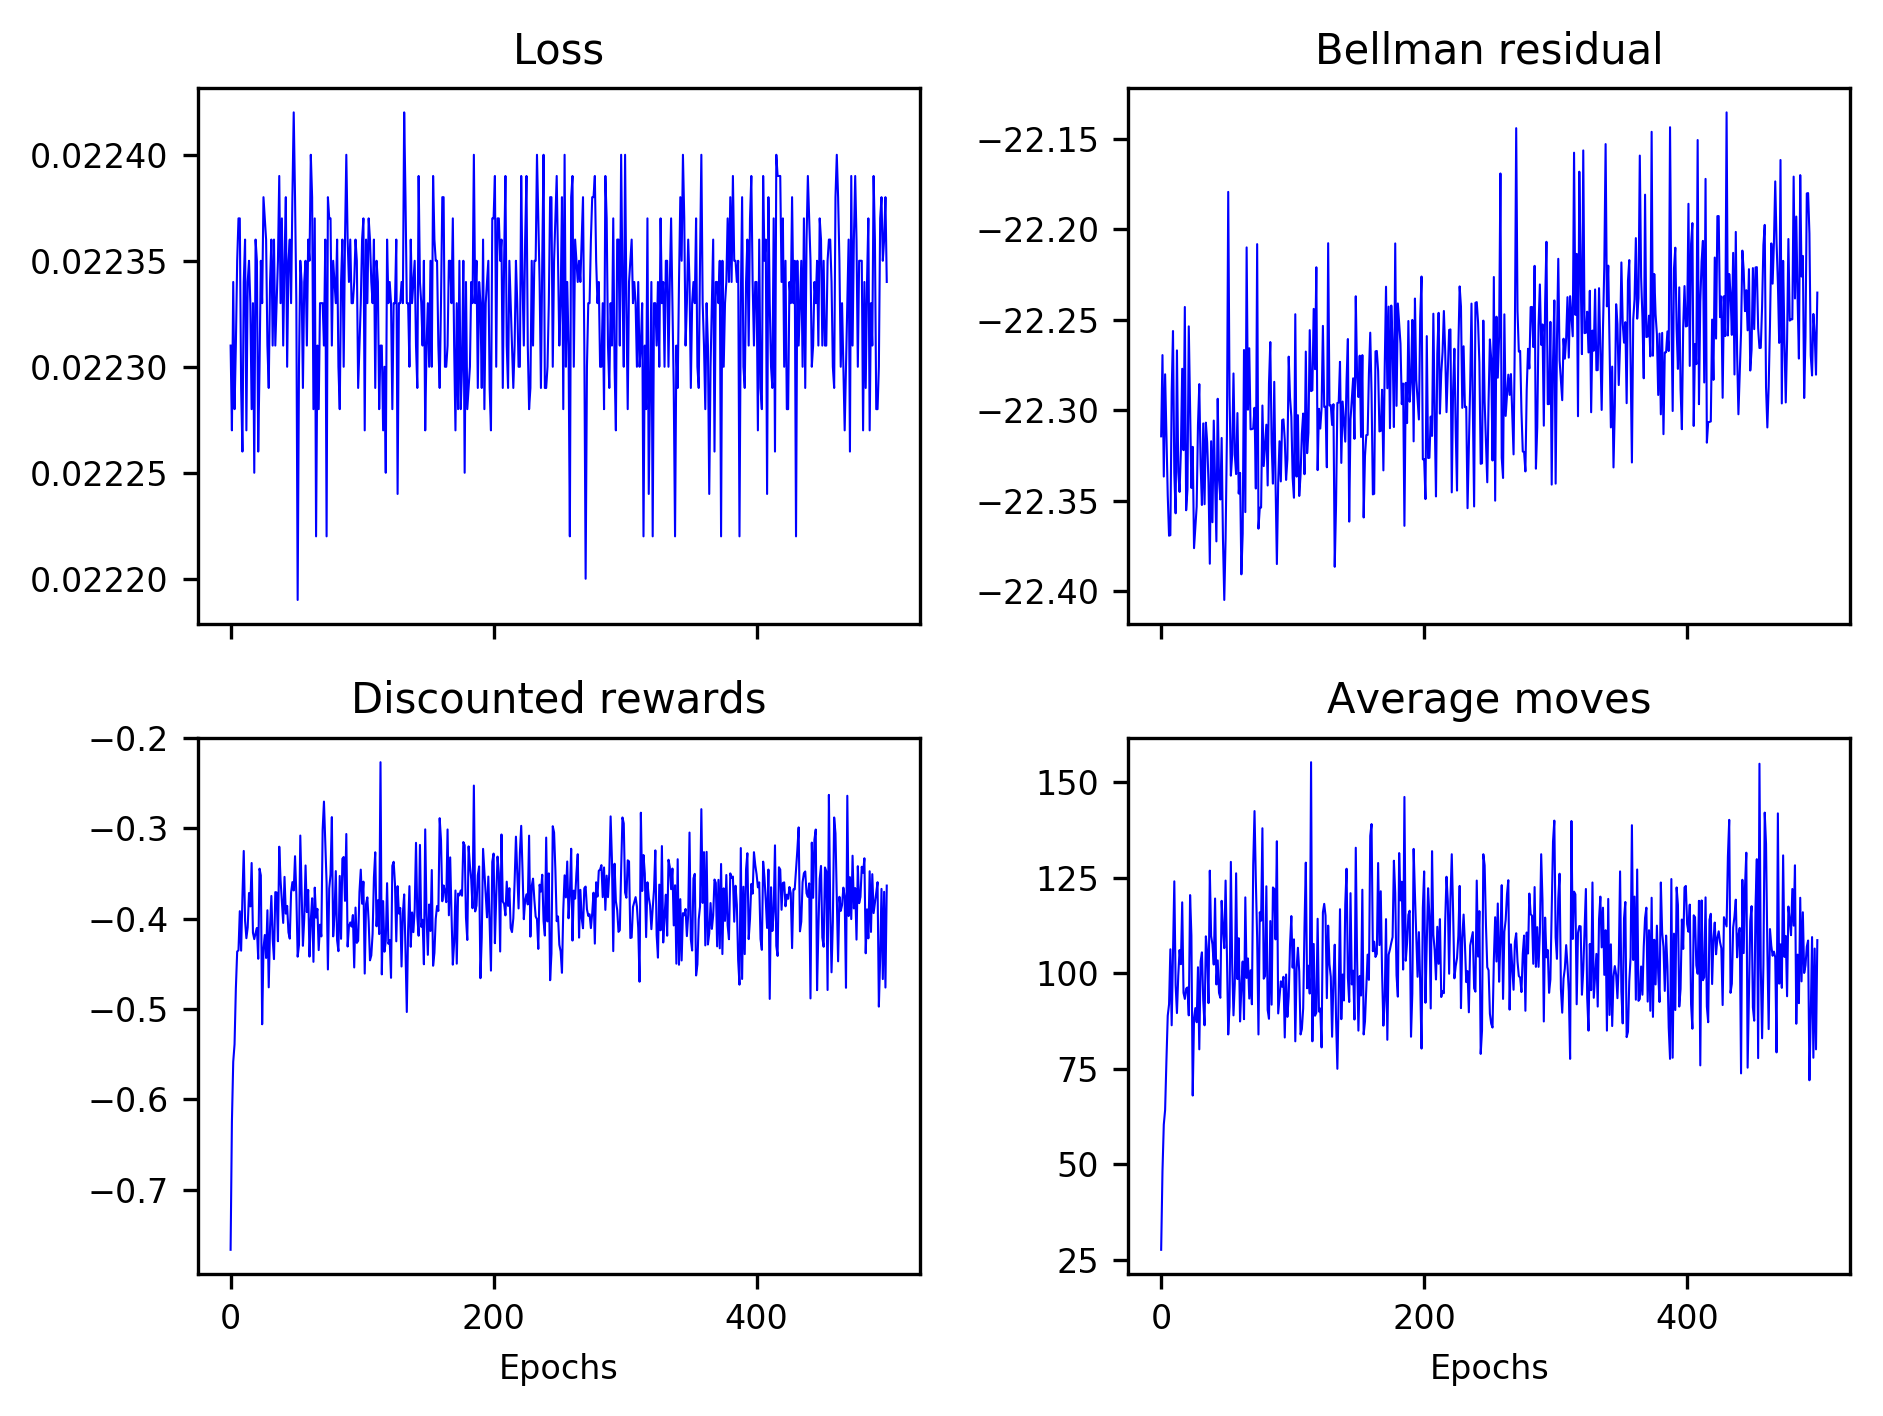 Loss
0.02240
0.02235
0.02230
0.02225
0.02220
Bellman residual
−22.15
−22.20
−22.25
−22.30
−22.35
−22.40
Discounted rewards
−0.2
−0.3
−0.4
−0.5
−0.6
−0.7
0 200 400
Epochs
Average moves
150
125
100
75
50
25
0 200 400
Epochs